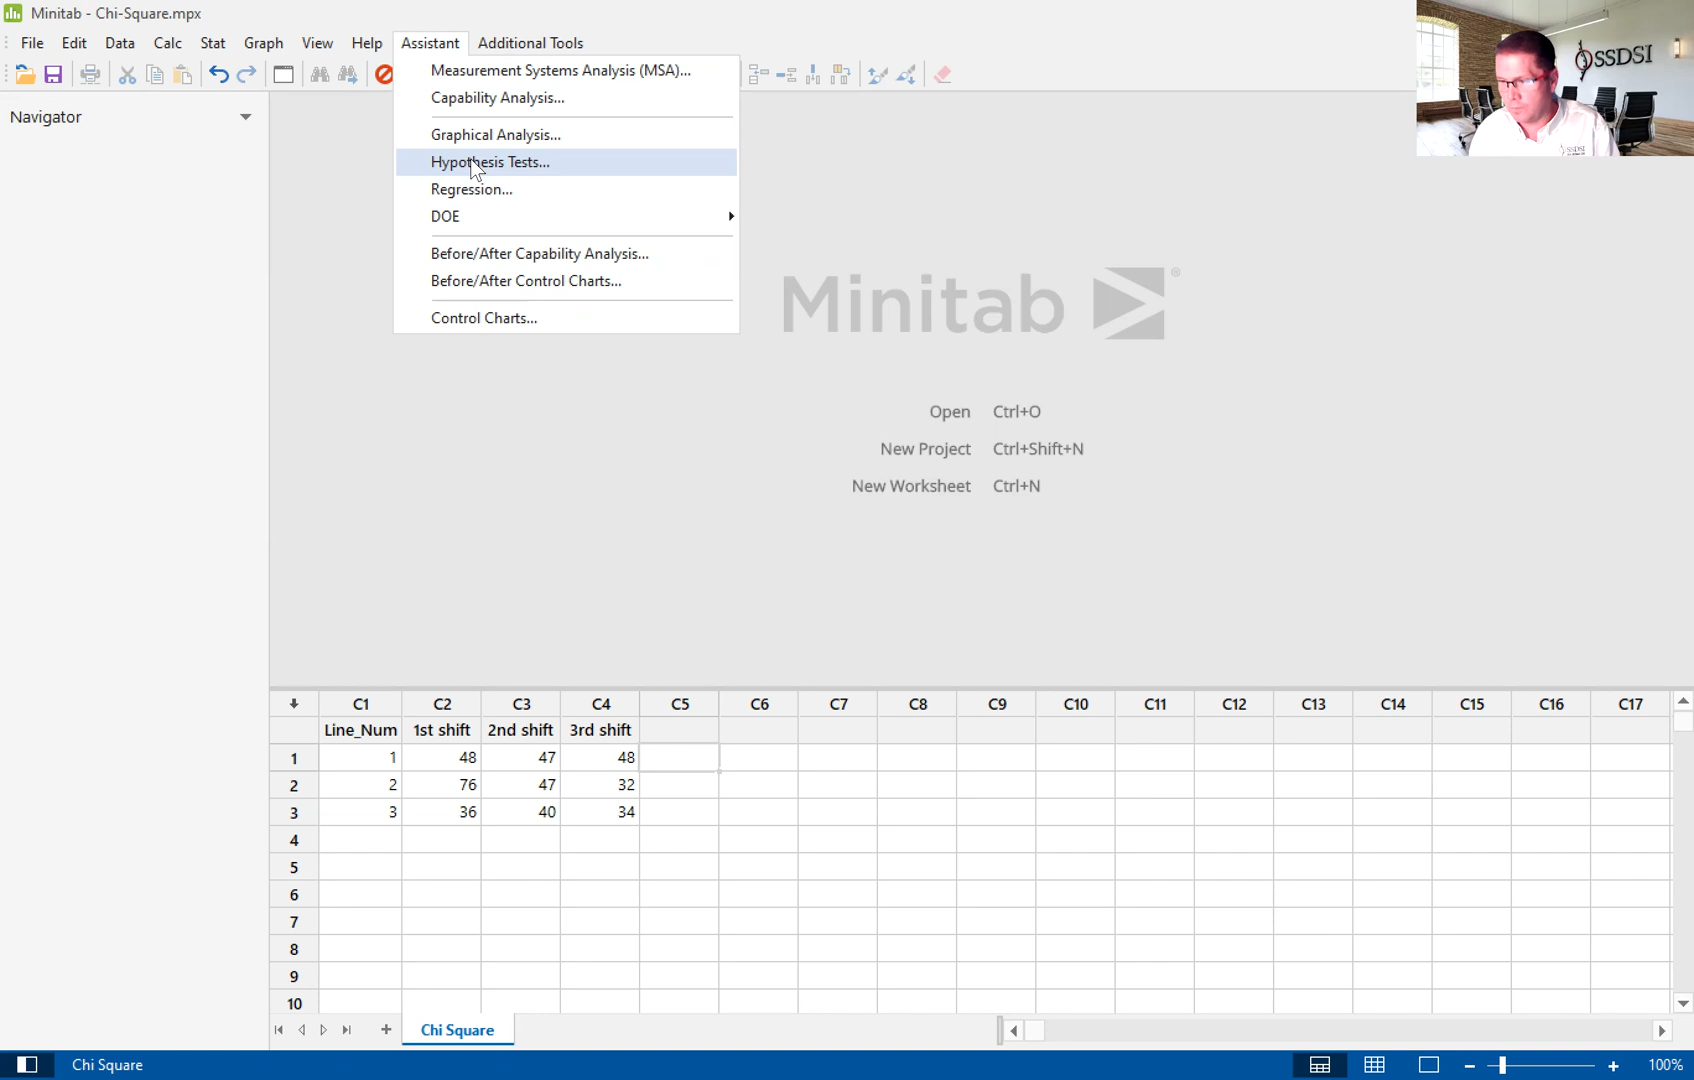 Minitab - Chi-Square.mpx
File Edit Data Calc Stat Graph View Help Assistant Additional Tools
Measurement Systems Analysis (MSA)...
Capability Analysis...
Graphical Analysis...
Hypothesis Tests...
Regression...
DOE
Before/After Capability Analysis...
Before/After Control Charts...
Control Charts...
SSDSI
SSDSI
Navigator
Minitab®
Open Ctrl+O
New Project Ctrl+Shift+N
New Worksheet Ctrl+N
C1 C2 C3 C4 C5 C6 C7 C8 C9 C10 C11 C12 C13 C14 C15 C16 C17
Line_Num 1st shift 2nd shift 3rd shift
1 1 48 47 48
2 2 76 47 32
3 3 36 40 34
4
5
6
7
8
9
10
Chi Square
Chi Square
100%